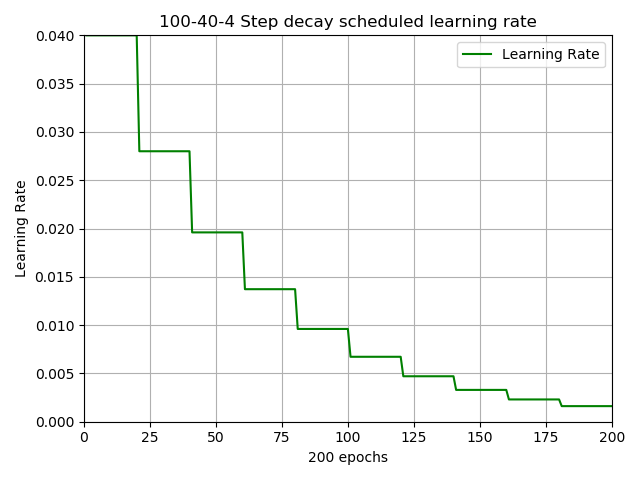 100-40-4 Step decay scheduled learning rate
0.040
0.035
0.030
0.025
0.020
0.015
0.010
0.005
0.000
Learning Rate
Learning Rate
0 25 50 75 100 125 150 175 200
200 epochs